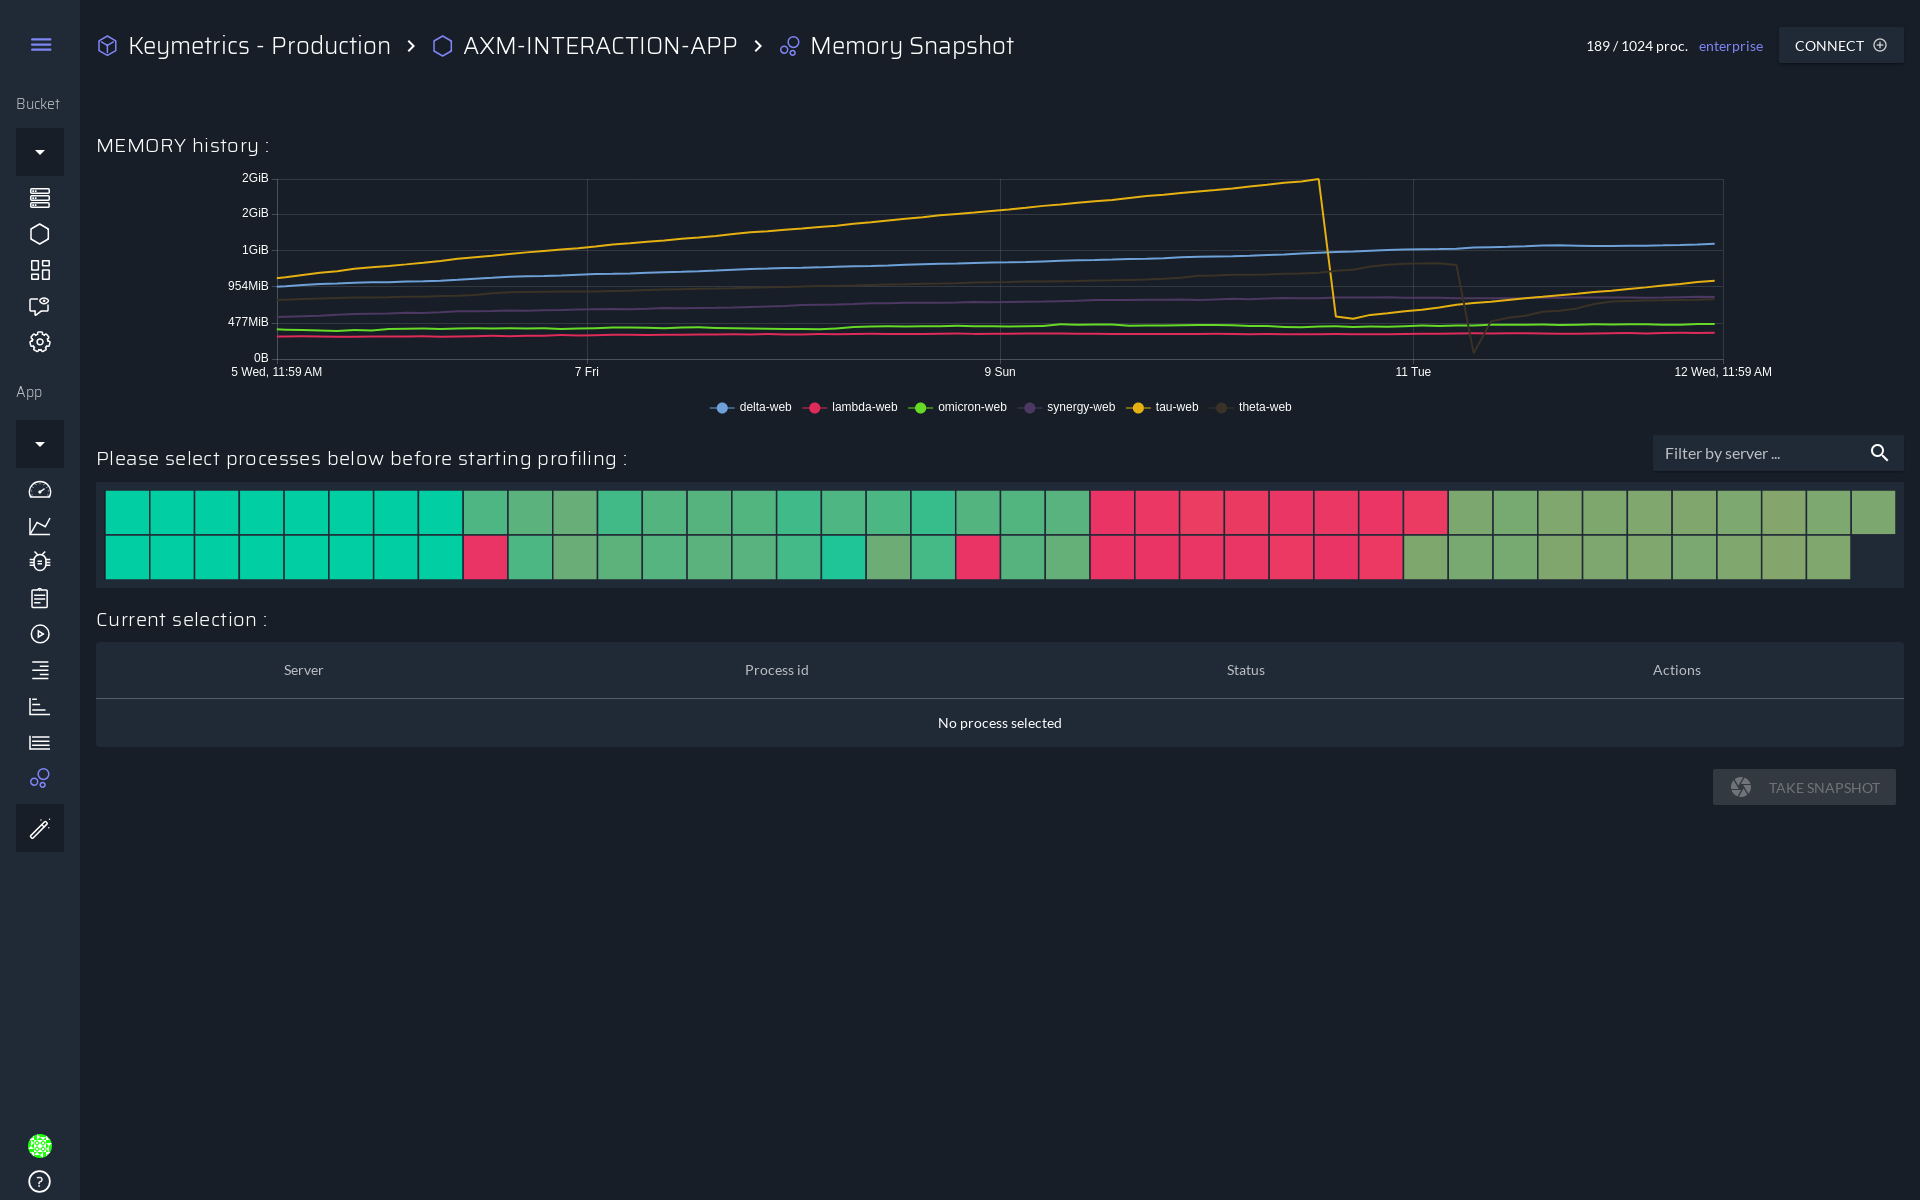 Keymetrics - Production > AXM-INTERACTION-APP > Memory Snapshot
189 / 1024 proc. enterprise CONNECT
Bucket
App
MEMORY history :
2GiB
2GiB
1GiB
954MiB
477MiB
0B
5 Wed, 11:59 AM 7 Fri 9 Sun 11 Tue 12 Wed, 11:59 AM
delta-web lambda-web omicron-web synergy-web tau-web theta-web
Please select processes below before starting profiling :
Filter by server ...
Current selection :
Server Process id Status Actions
No process selected
TAKE SNAPSHOT